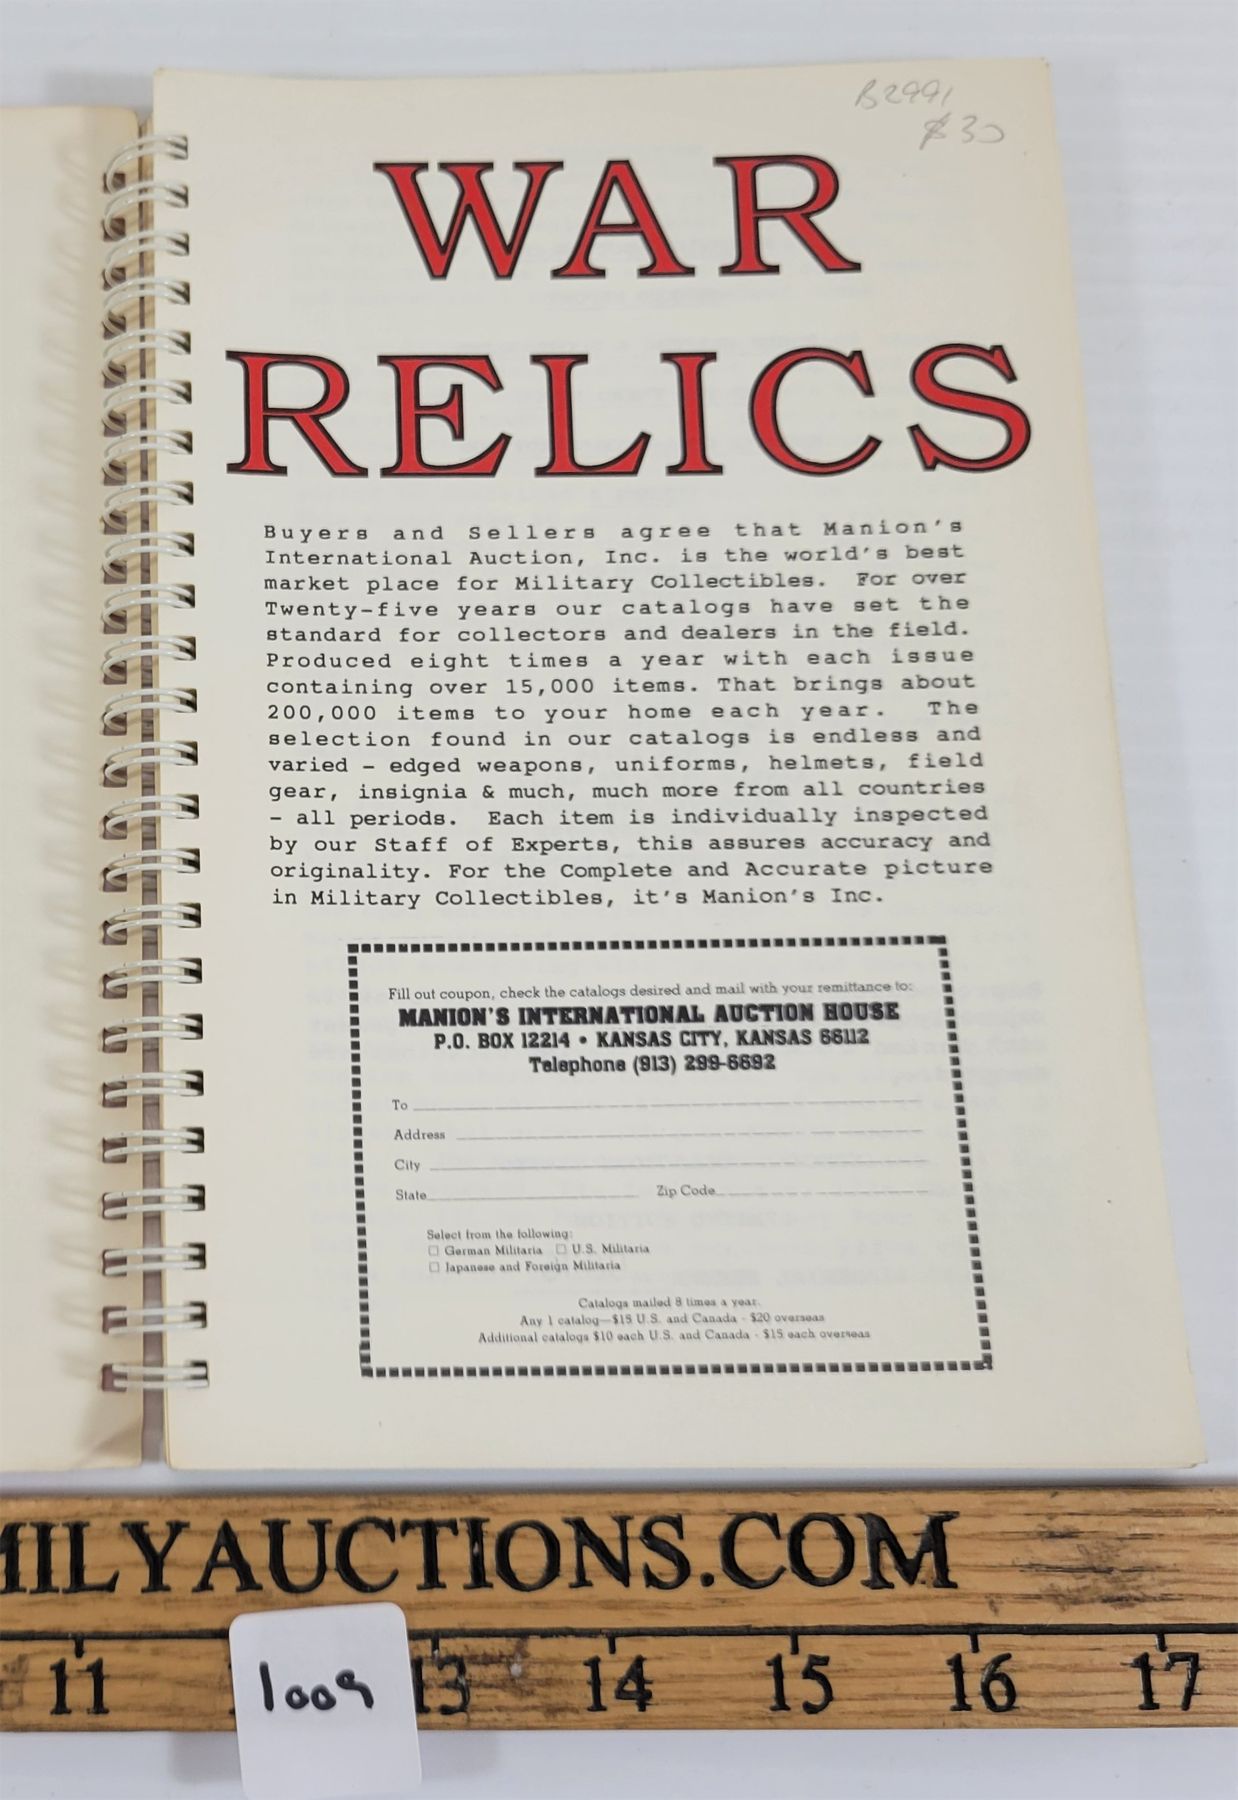 B2991
$30
WAR
RELICS
Buyers and Sellers agree that Manion's
International Auction, Inc. is the world's best
market place for Military Collectibles. For over
Twenty-five years our catalogs have set the
standard for collectors and dealers in the field.
Produced eight times a year with each issue
containing over 15,000 items. That brings about
200,000 items to your home each year. The
selection found in our catalogs is endless and
varied - edged weapons, uniforms, helmets, field
gear, insignia & much, much more from all countries
- all periods. Each item is individually inspected
by our Staff of Experts, this assures accuracy and
originality. For the Complete and Accurate picture
in Military Collectibles, it's Manion's Inc.
Fill out coupon, check the catalogs desired and mail with your remittance to:
MANION'S INTERNATIONAL AUCTION HOUSE
P.O. BOX 12214 • KANSAS CITY, KANSAS 66112
Telephone (913) 299-6692
To
Address
City
State Zip Code
Select from the following:
☐ German Militaria ☐ U.S. Militaria
☐ Japanese and Foreign Militaria
Catalogs mailed 8 times a year.
Any 1 catalog—$15 U.S. and Canada - $20 overseas
Additional catalogs $10 each U.S. and Canada - $15 each overseas
MILYAUCTIONS.COM
11 13 14 15 16 17
1009